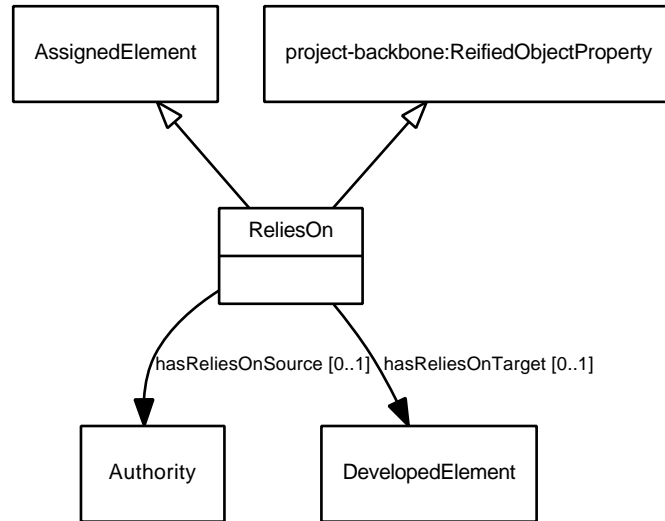 AssignedElement
project-backbone:ReifiedObjectProperty
ReliesOn
hasReliesOnSource [0..1]
hasReliesOnTarget [0..1]
Authority
DevelopedElement